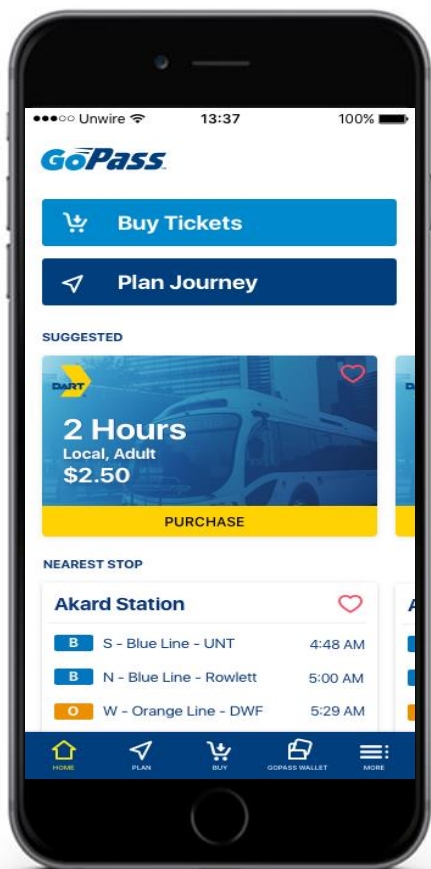 Unwire 13:37 100%
GoPass
Buy Tickets
Plan Journey
SUGGESTED
DART
2 Hours
Local, Adult
$2.50
PURCHASE
NEAREST STOP
Akard Station
B S - Blue Line - UNT 4:48 AM
B N - Blue Line - Rowlett 5:00 AM
O W - Orange Line - DWF 5:29 AM
HOME PLAN BUY GOPASS WALLET MORE